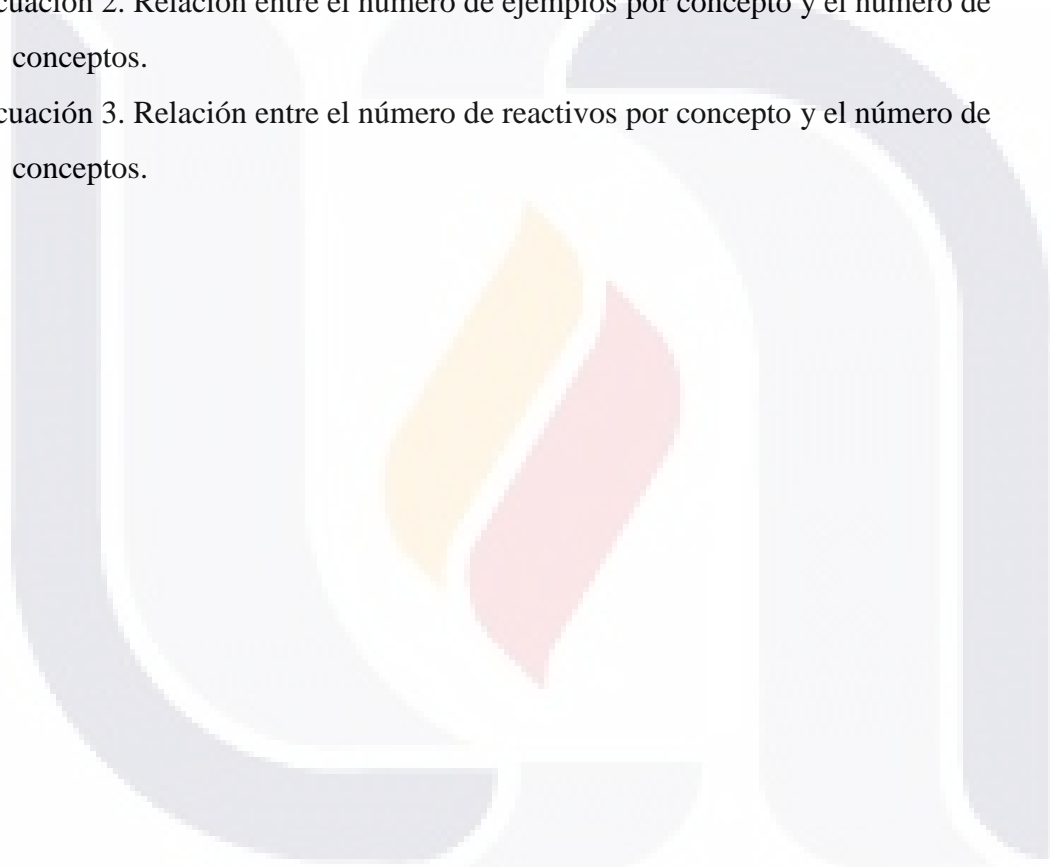 cuación 2. Relación entre el número de ejemplos por concepto y el número de
conceptos.
cuación 3. Relación entre el número de reactivos por concepto y el número de
conceptos.